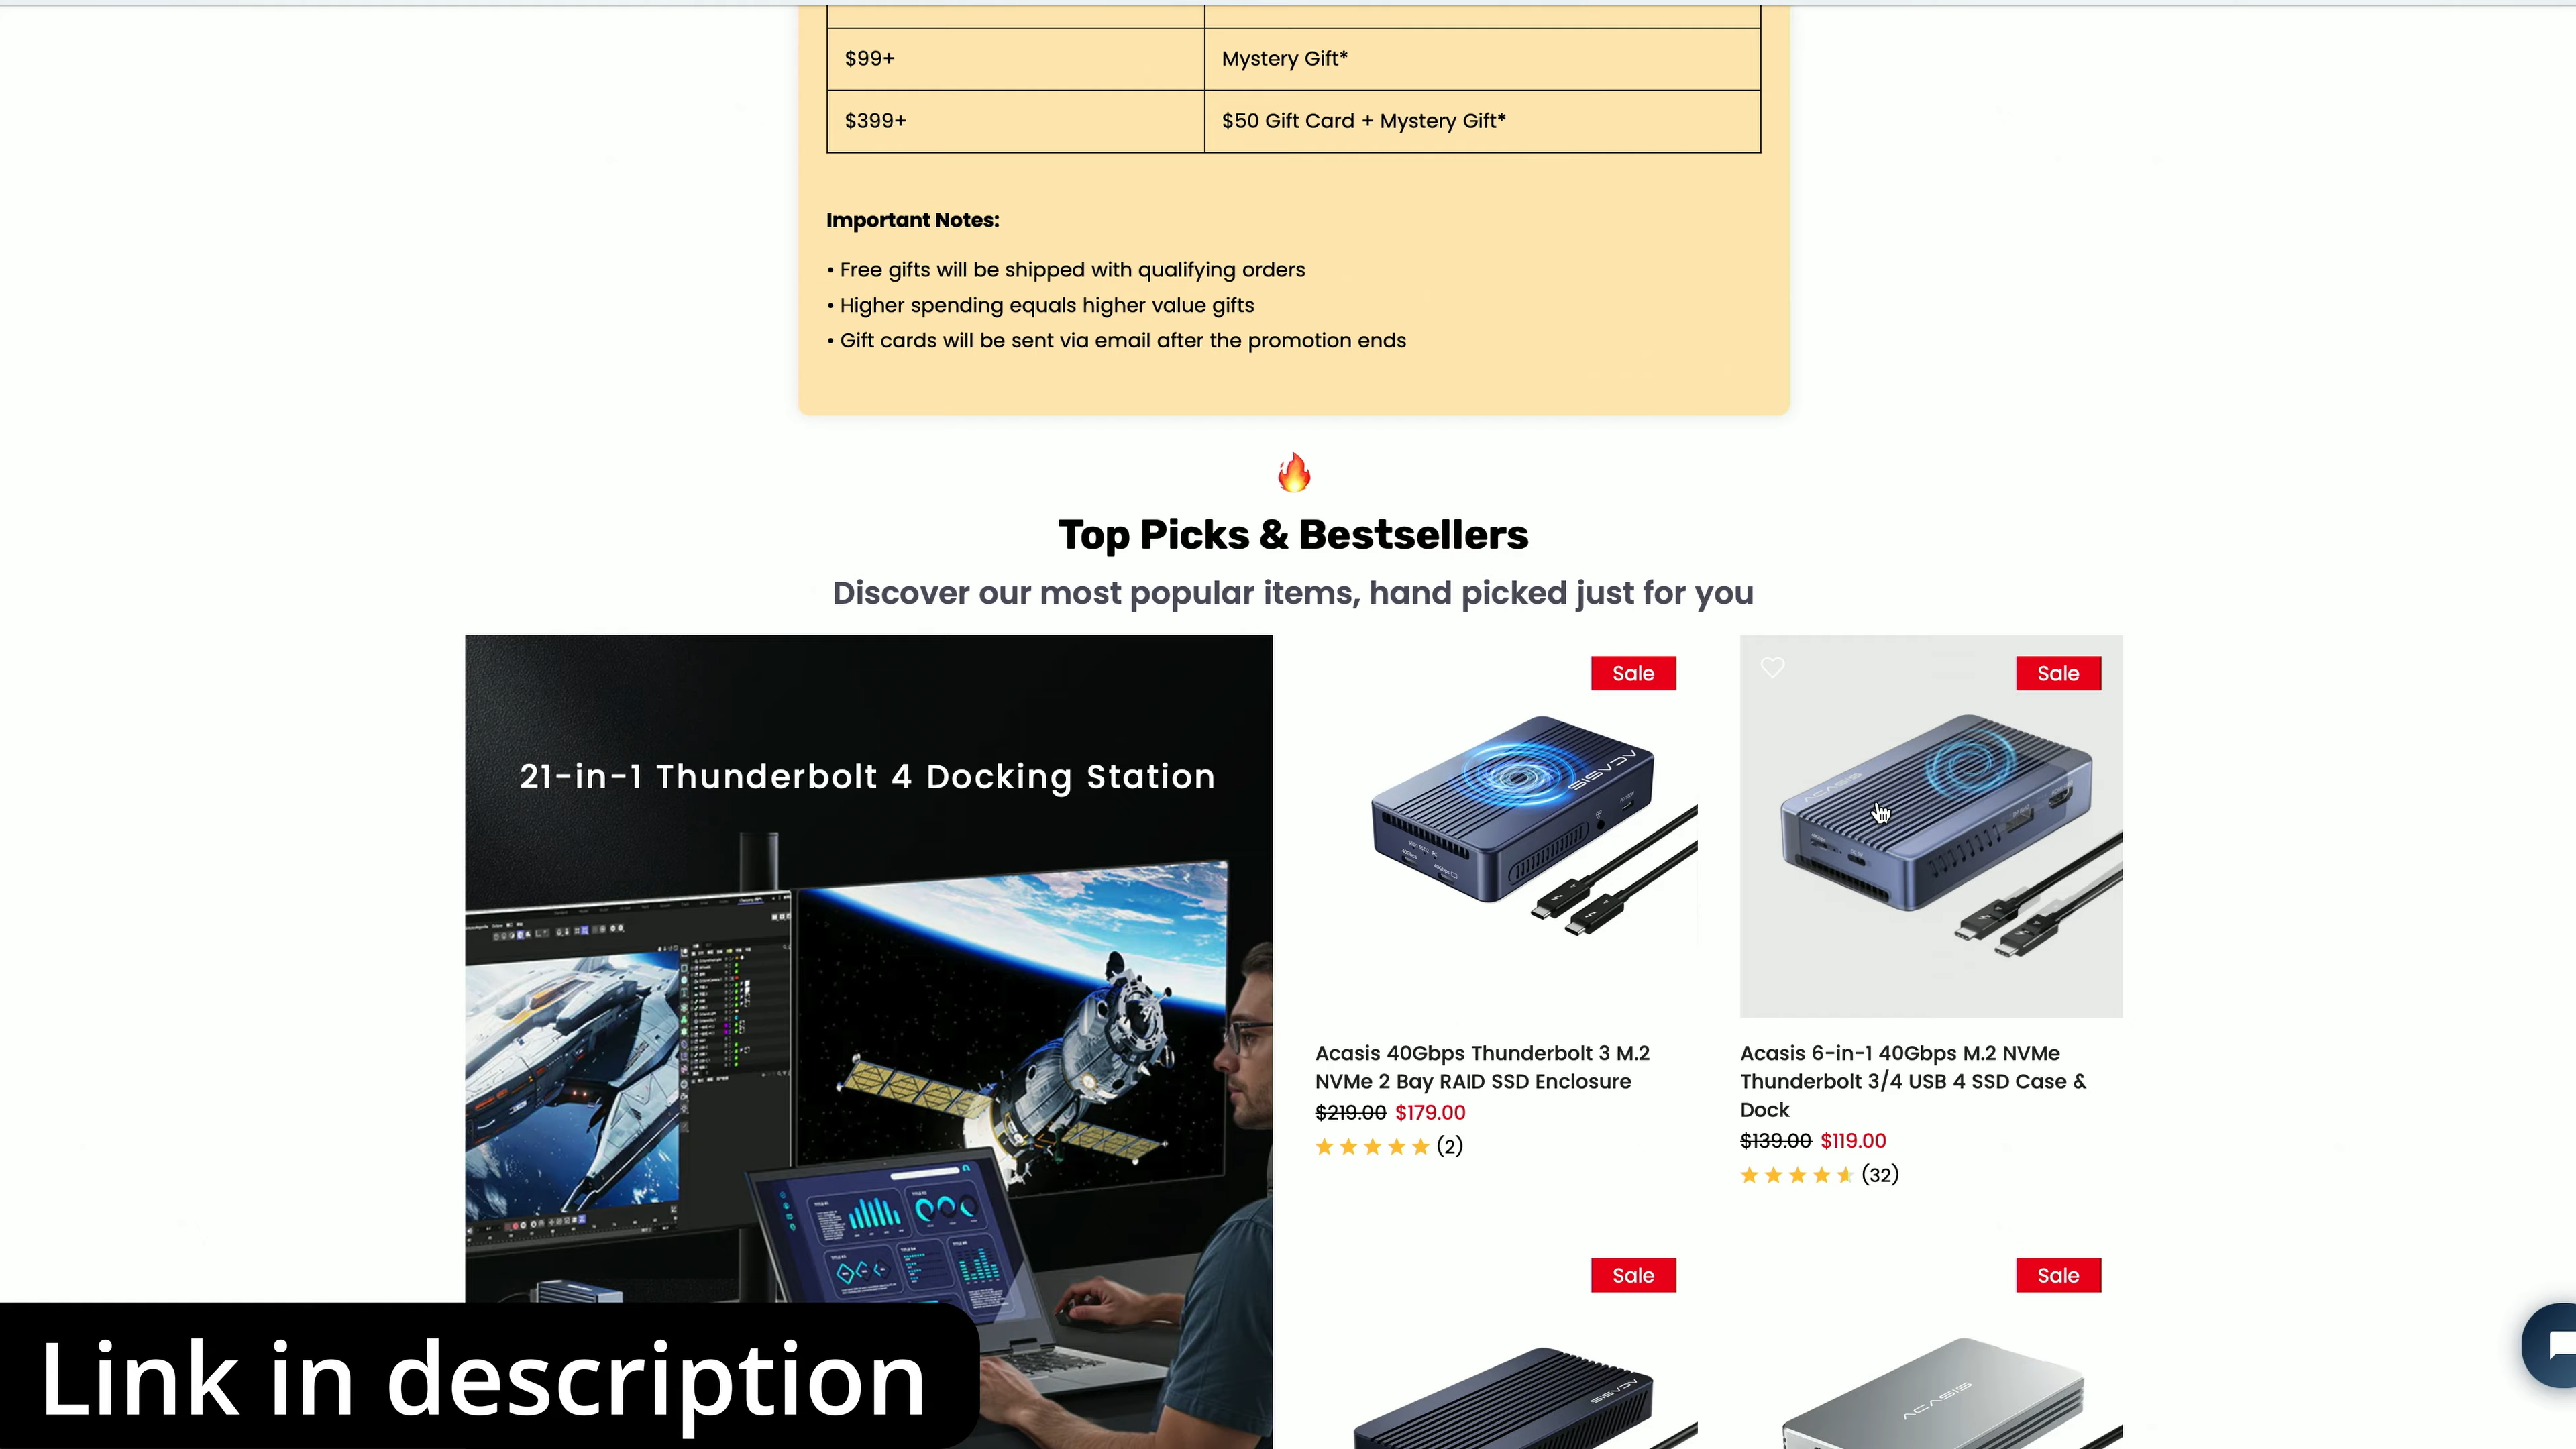 $99+ Mystery Gift*
$399+ $50 Gift Card + Mystery Gift*
Important Notes:
• Free gifts will be shipped with qualifying orders
• Higher spending equals higher value gifts
• Gift cards will be sent via email after the promotion ends
🔥
Top Picks & Bestsellers
Discover our most popular items, hand picked just for you
21-in-1 Thunderbolt 4 Docking Station
Sale
ACASIS
Acasis 40Gbps Thunderbolt 3 M.2
NVMe 2 Bay RAID SSD Enclosure
$219.00 $179.00
(2)
Sale
ACASIS
Acasis 6-in-1 40Gbps M.2 NVMe
Thunderbolt 3/4 USB 4 SSD Case &
Dock
$139.00 $119.00
(32)
Sale
ACASIS
Sale
ACASIS
Link in description